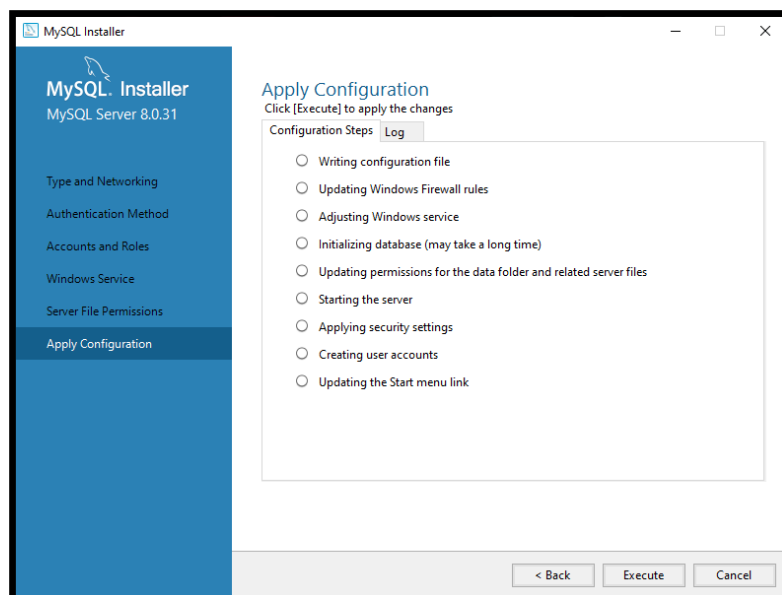 MySQL Installer
MySQL. Installer
MySQL Server 8.0.31
Type and Networking
Authentication Method
Accounts and Roles
Windows Service
Server File Permissions
Apply Configuration
Apply Configuration
Click [Execute] to apply the changes
Configuration Steps Log
Writing configuration file
Updating Windows Firewall rules
Adjusting Windows service
Initializing database (may take a long time)
Updating permissions for the data folder and related server files
Starting the server
Applying security settings
Creating user accounts
Updating the Start menu link
< Back Execute Cancel